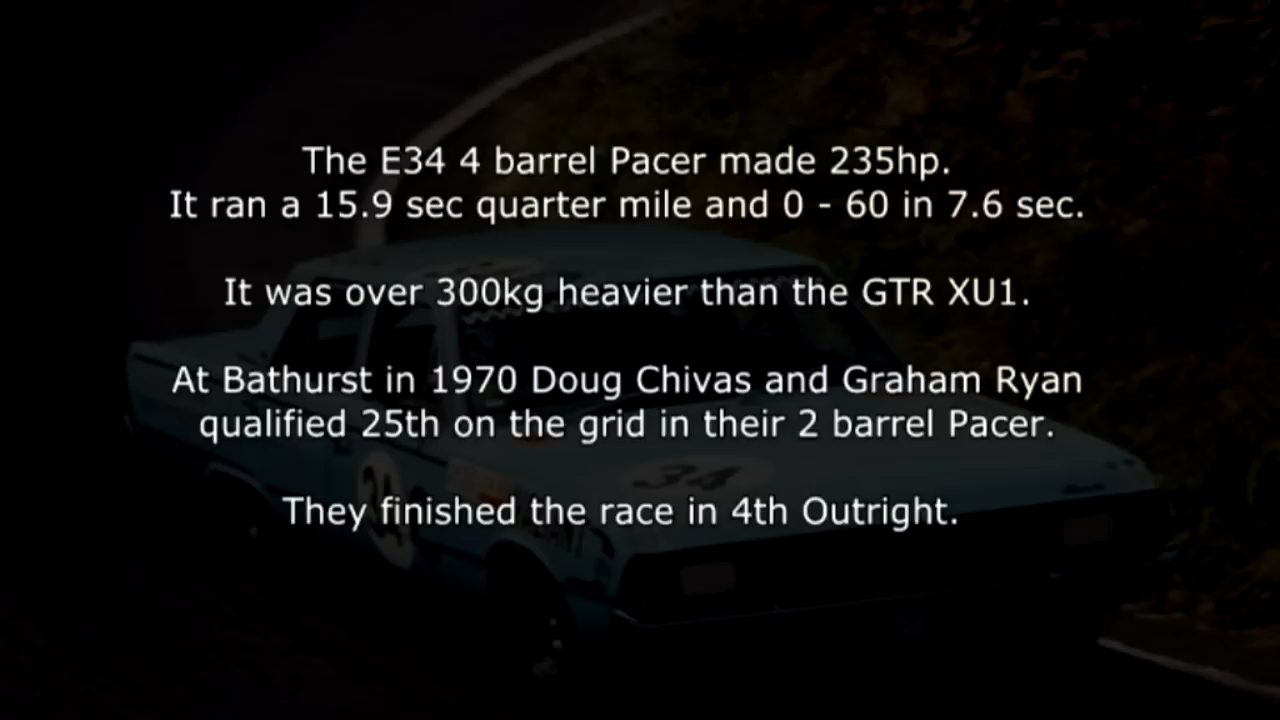 The E34 4 barrel Pacer made 235hp.
It ran a 15.9 sec quarter mile and 0 - 60 in 7.6 sec.
It was over 300kg heavier than the GTR XU1.
At Bathurst in 1970 Doug Chivas and Graham Ryan
qualified 25th on the grid in their 2 barrel Pacer.
They finished the race in 4th Outright.
34
34